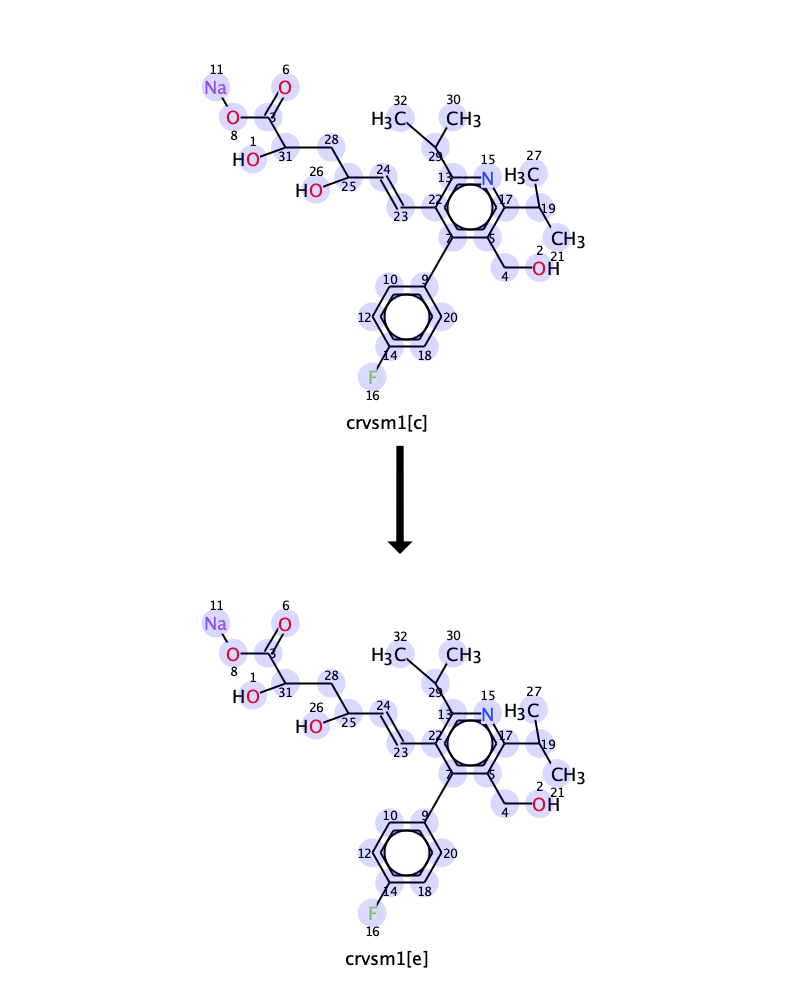 11 6
Na O
O 3
8
1 28
HO 31
26 24
HO 25
23
32 30
H3C CH3
29
13 15 27
N H3C
22 17 19
7 5 CH3
2 21
4 OH
10 9
12 20
14 18
F
16
crvsm1[c]
11 6
Na O
O 3
8
1 28
HO 31
26 24
HO 25
23
32 30
H3C CH3
29
13 15 27
N H3C
22 17 19
7 5 CH3
2 21
4 OH
10 9
12 20
14 18
F
16
crvsm1[e]